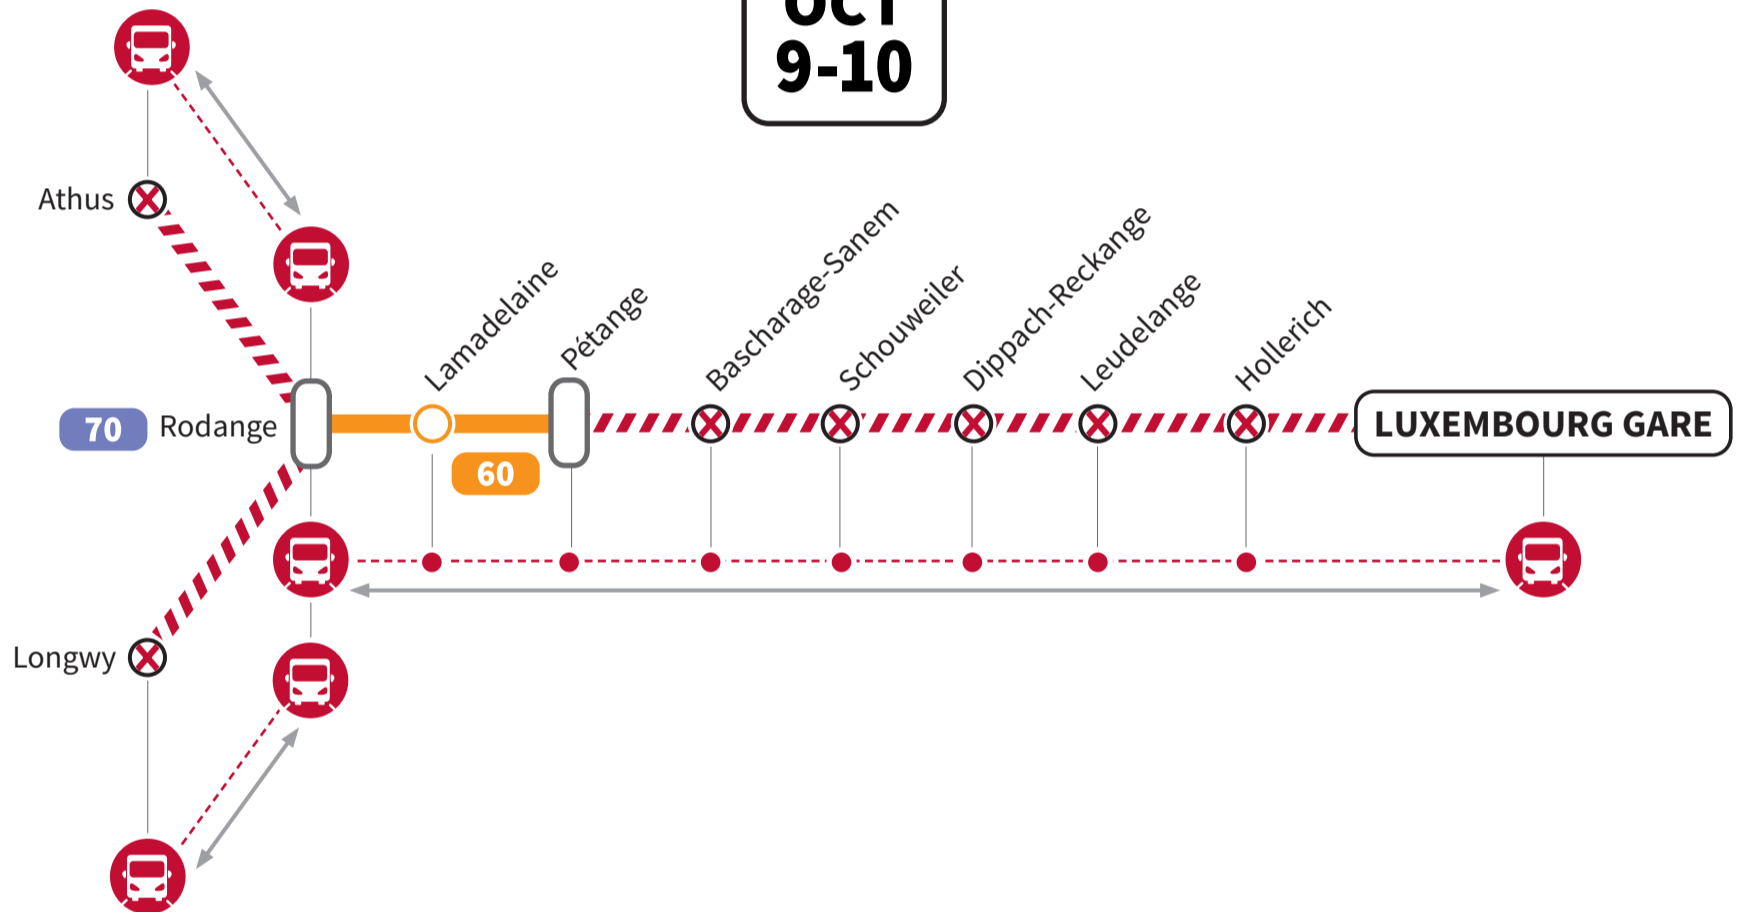 OCT
9-10
Athus
Lamadelaine
Pétange
Bascharage-Sanem
Schouweiler
Dippach-Reckange
Leudelange
Hollerich
70
Rodange
LUXEMBOURG GARE
60
Longwy